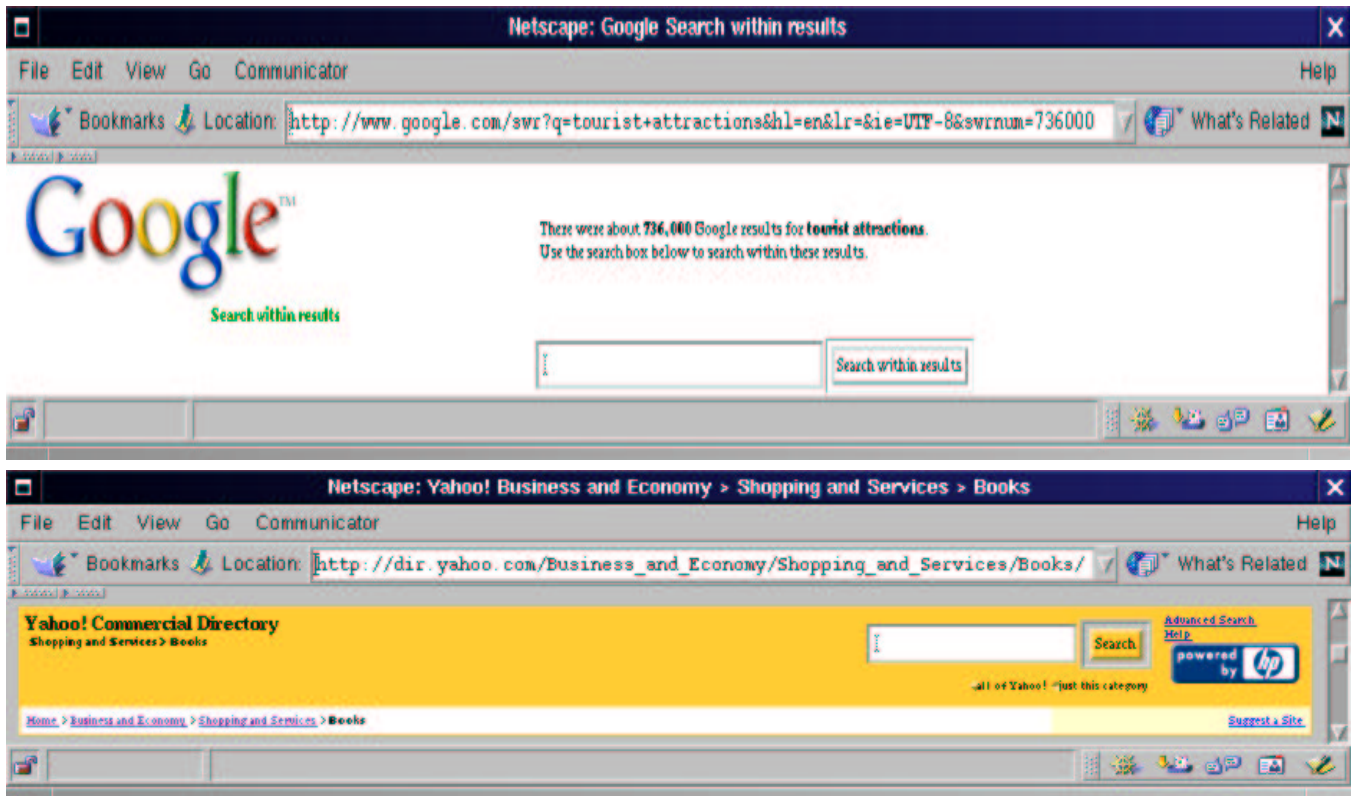 Netscape: Google Search within results
File Edit View Go Communicator Help
Bookmarks Location: http://www.google.com/swr?q=tourist+attractions&hl=en&lr=&ie=UTF-8&swrnum=736000 What's Related N
Google™
There were about 736,000 Google results for tourist attractions.
Use the search box below to search within these results.
Search within results
Search within results
Netscape: Yahoo! Business and Economy > Shopping and Services > Books
File Edit View Go Communicator Help
Bookmarks Location: http://dir.yahoo.com/Business_and_Economy/Shopping_and_Services/Books/ What's Related N
Yahoo! Commercial Directory
Shopping and Services > Books
Search
Advanced Search
Help
powered by hp
all of Yahoo! just this category
Home > Business and Economy > Shopping and Services > Books
Suggest a Site